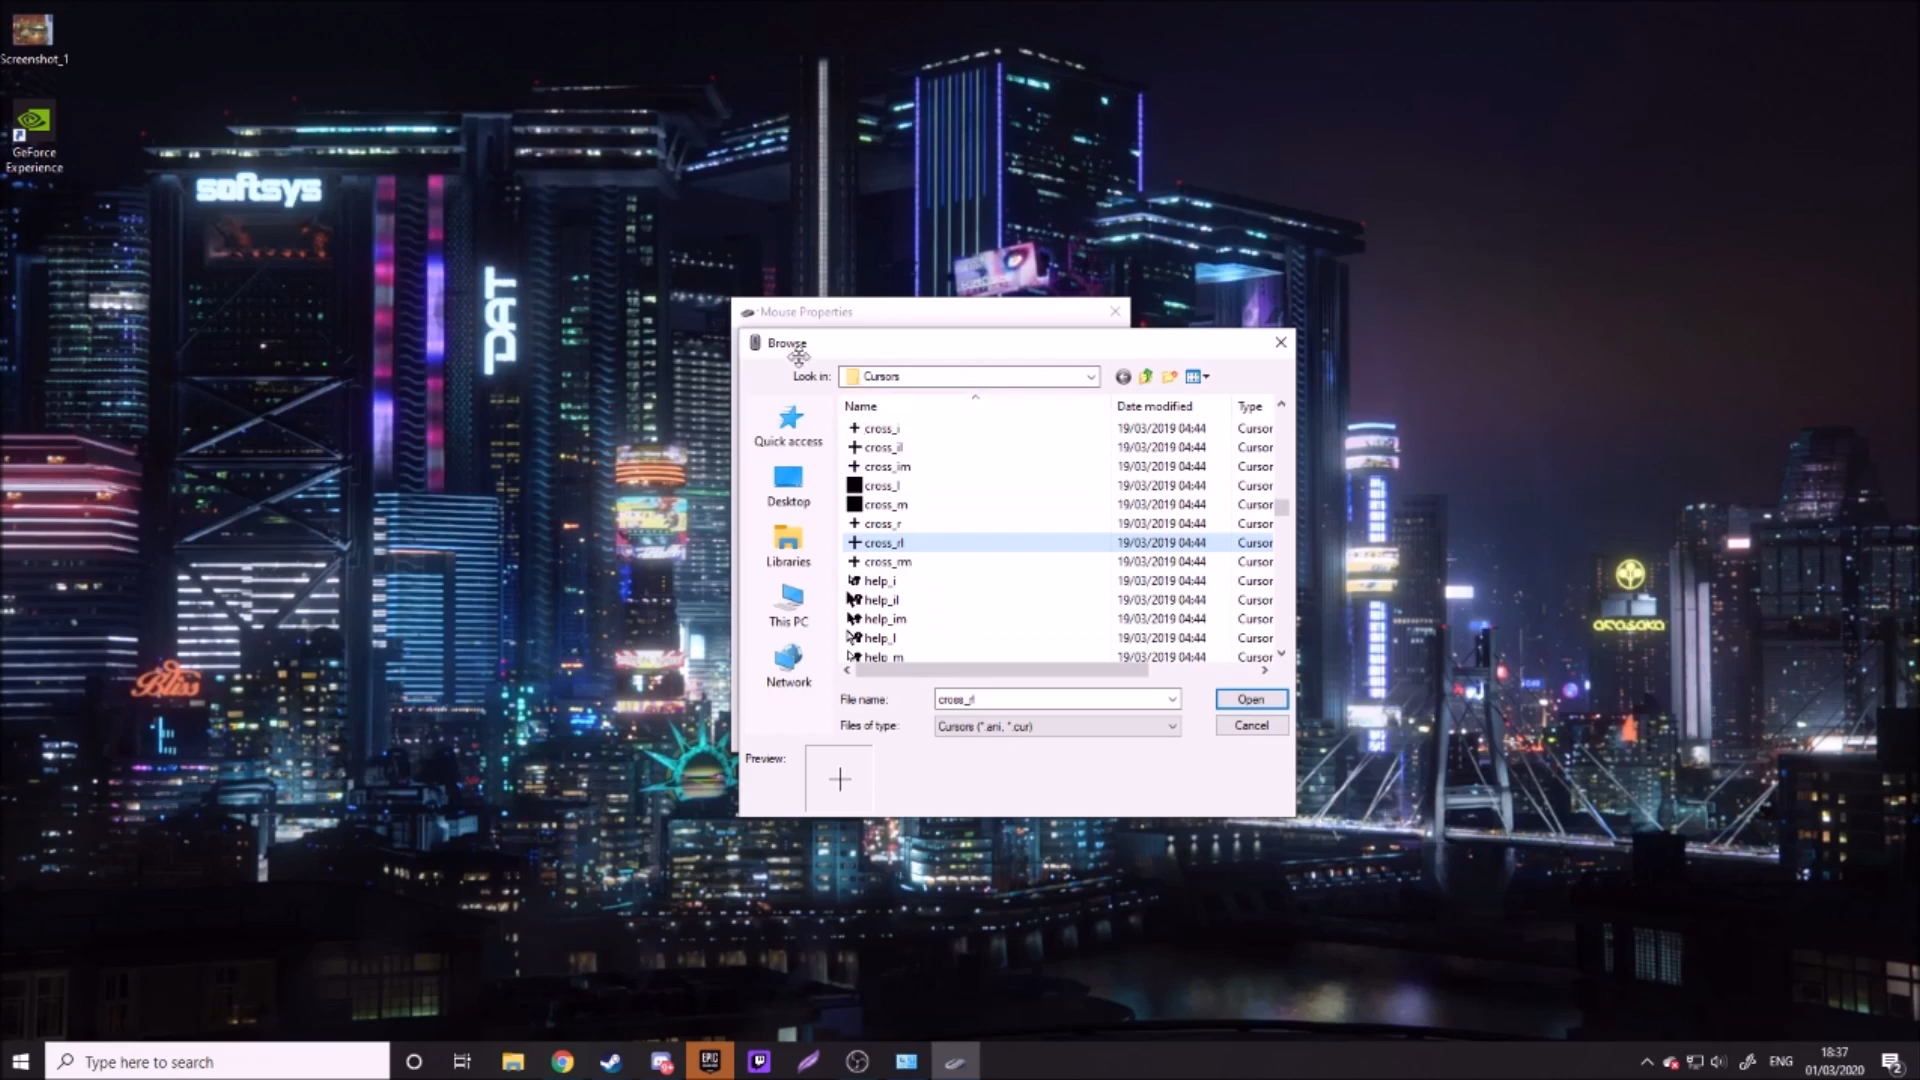 Screenshot_1
GeForce
Experience
softsys
DAT
Bliss
arasaka
Mouse Properties
Browse
Look in:
Cursors
Quick access
Desktop
Libraries
This PC
Network
Name
Date modified
Type
cross_i 19/03/2019 04:44 Cursor
cross_il 19/03/2019 04:44 Cursor
cross_im 19/03/2019 04:44 Cursor
cross_l 19/03/2019 04:44 Cursor
cross_m 19/03/2019 04:44 Cursor
cross_r 19/03/2019 04:44 Cursor
cross_rl 19/03/2019 04:44 Cursor
cross_rm 19/03/2019 04:44 Cursor
help_i 19/03/2019 04:44 Cursor
help_il 19/03/2019 04:44 Cursor
help_im 19/03/2019 04:44 Cursor
help_l 19/03/2019 04:44 Cursor
help_m 19/03/2019 04:44 Cursor
File name:
cross_rl
Open
Files of type:
Cursors (*.ani, *.cur)
Cancel
Preview:
Type here to search
EPIC
9+
ENG
18:37
01/03/2020
2